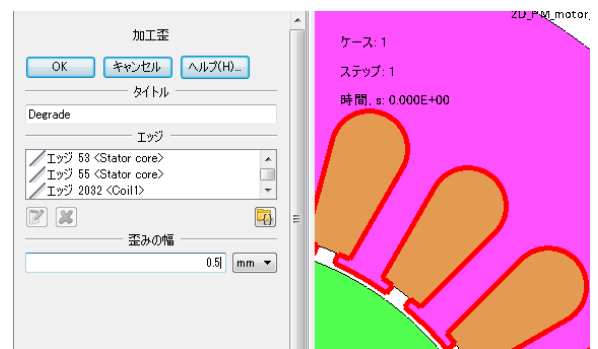 加工歪
OK キャンセル ヘルプ(H)...
タイトル
Degrade
エッジ
エッジ 53 <Stator core>
エッジ 55 <Stator core>
エッジ 2032 <Coil1>
歪みの幅
0.5 mm
2D_PM_motor_
ケース: 1
ステップ: 1
時間, s: 0.000E+00